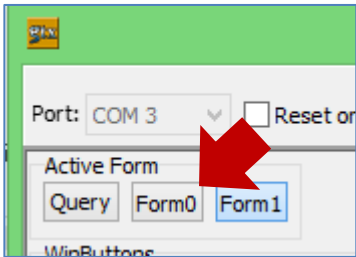 Port: COM 3 Reset or
Active Form
Query Form0 Form1
WinButtons